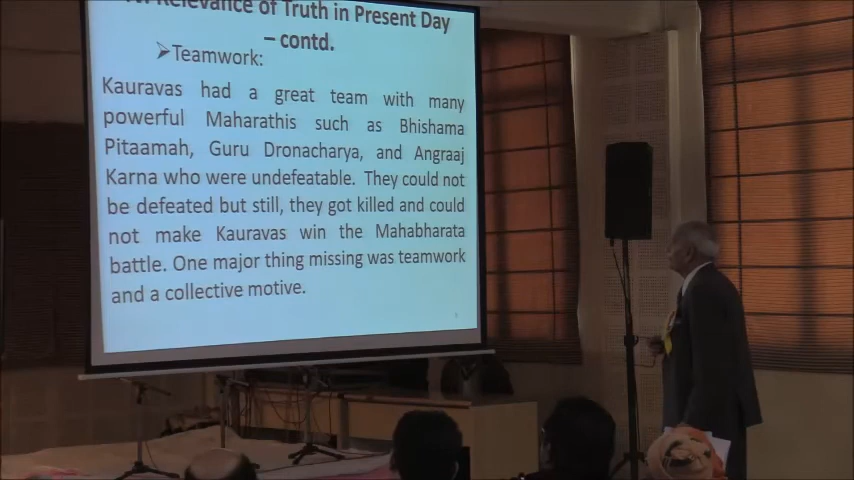 Relevance of Truth in Present Day
– contd.
Teamwork:
Kauravas had a great team with many
powerful Maharathis such as Bhishama
Pitaamah, Guru Dronacharya, and Angraaj
Karna who were undefeatable. They could not
be defeated but still, they got killed and could
not make Kauravas win the Mahabharata
battle. One major thing missing was teamwork
and a collective motive.